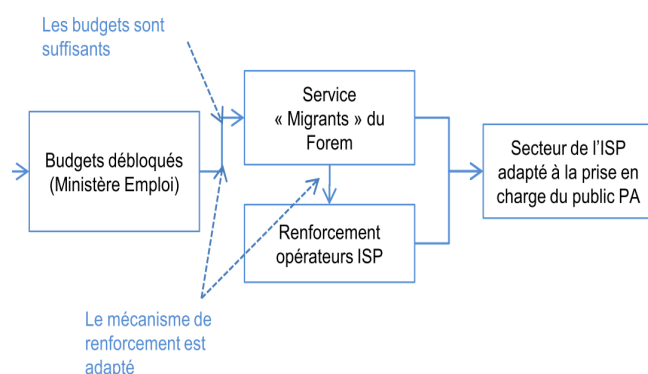 Les budgets sont
suffisants
Service
« Migrants » du
Forem
Budgets débloqués
(Ministère Emploi)
Secteur de l’ISP
adapté à la prise en
charge du public PA
Renforcement
opérateurs ISP
Le mécanisme de
renforcement est
adapté